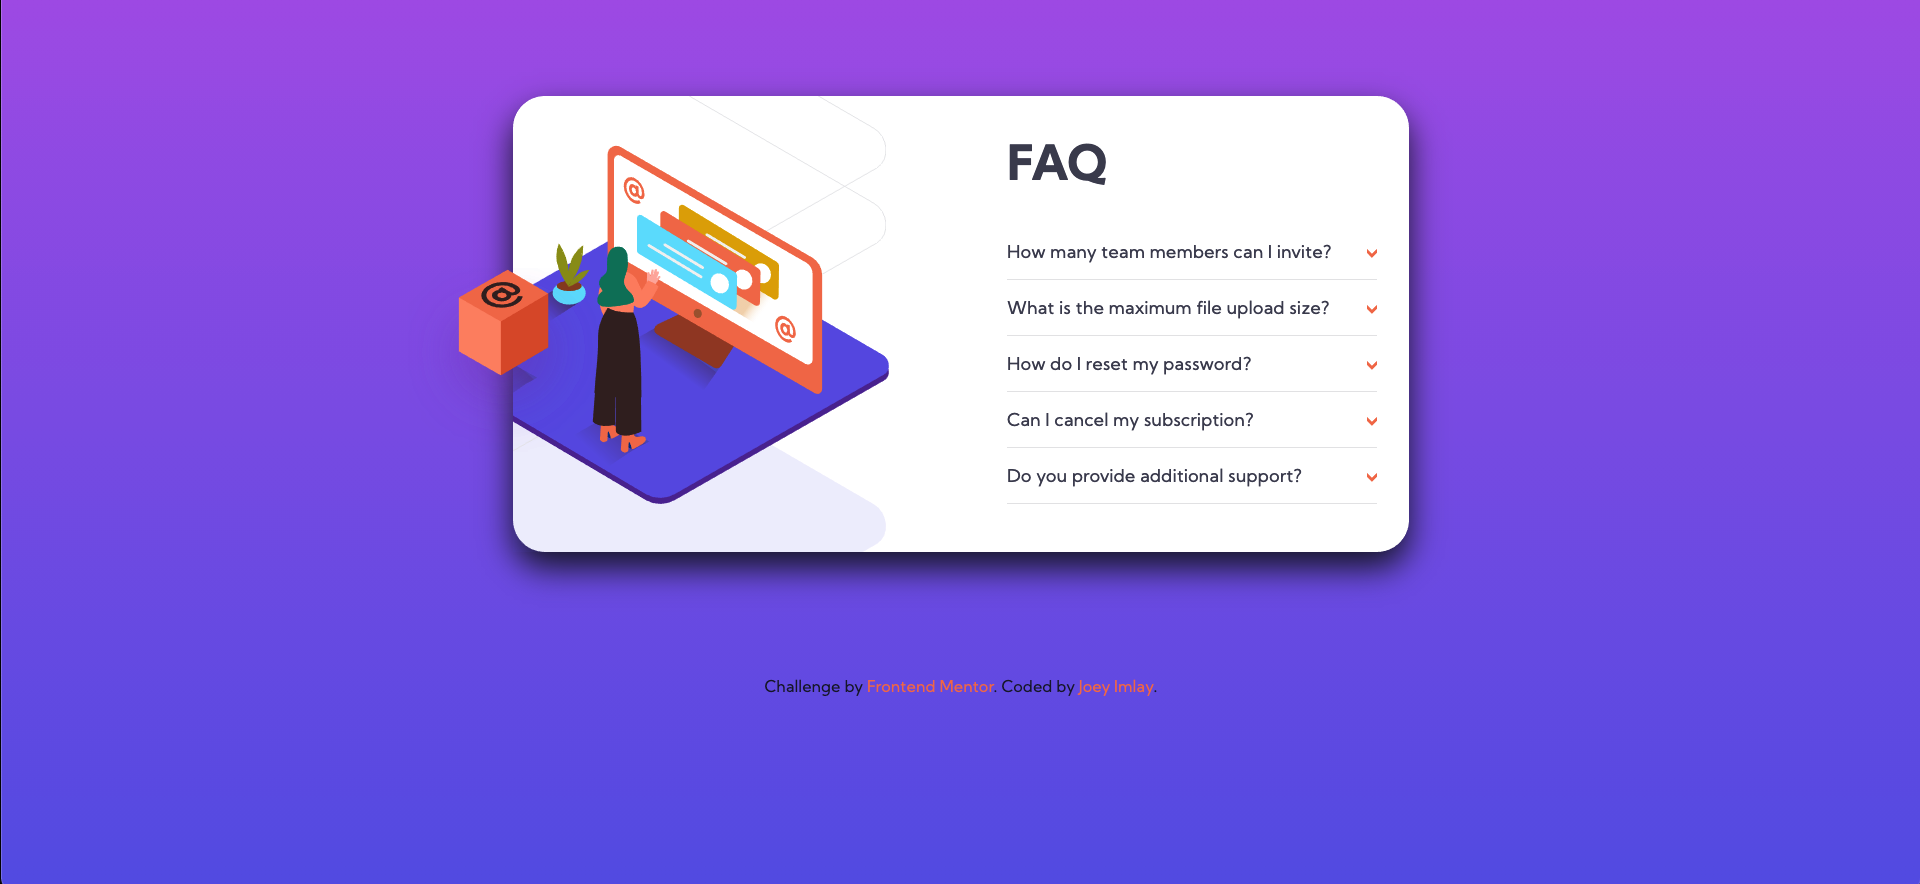 FAQ
How many team members can I invite?
What is the maximum file upload size?
How do I reset my password?
Can I cancel my subscription?
Do you provide additional support?
@
@
@
Challenge by Frontend Mentor. Coded by Joey Imlay.